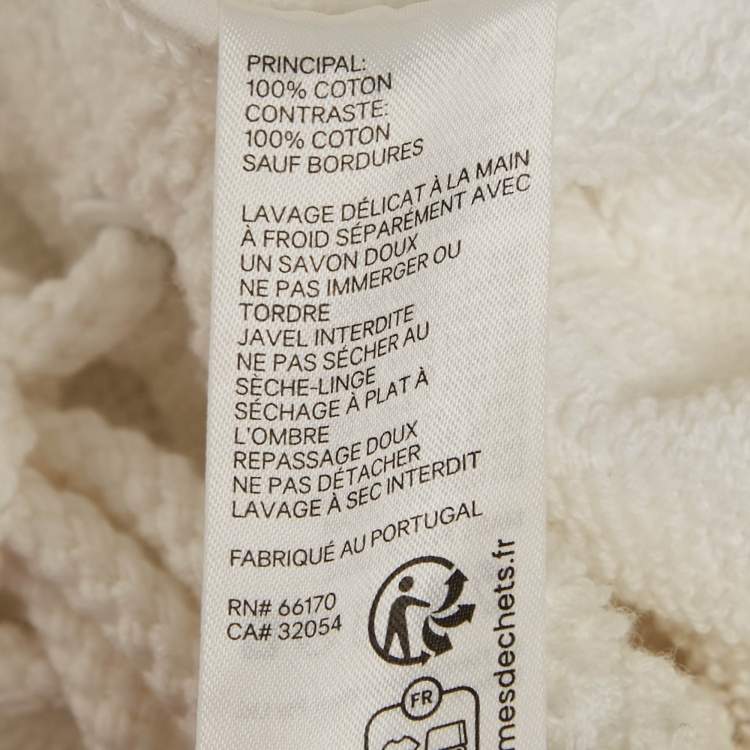 PRINCIPAL:
100% COTON
CONTRASTE:
100% COTON
SAUF BORDURES
LAVAGE DÉLICAT À LA MAIN
À FROID SÉPARÉMENT AVEC
UN SAVON DOUX
NE PAS IMMERGER OU
TORDRE
JAVEL INTERDITE
NE PAS SÉCHER AU
SÈCHE-LINGE
SÉCHAGE À PLAT À
L'OMBRE
REPASSAGE DOUX
NE PAS DÉTACHER
LAVAGE À SEC INTERDIT
FABRIQUÉ AU PORTUGAL
RN# 66170
CA# 32054
FR
mesdechets.fr